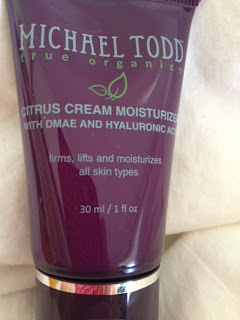 MICHAEL TODD
true organics
CITRUS CREAM MOISTURIZE
WITH DMAE AND HYALURONIC AC
firms, lifts and moisturizes
all skin types
30 ml / 1 fl oz